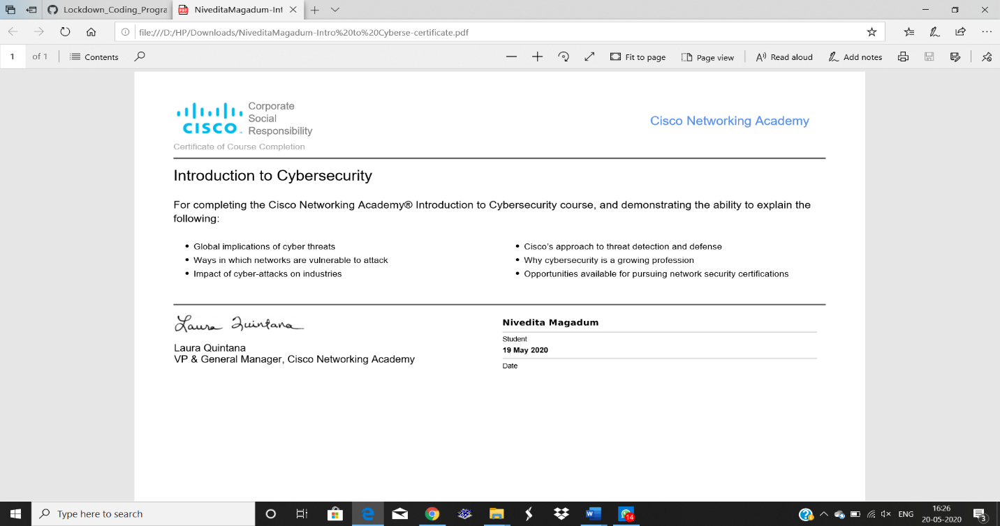 Lockdown_Coding_Progra
NiveditaMagadum-Int
file:///D:/HP/Downloads/NiveditaMagadum-Intro%20to%20Cyberse-certificate.pdf
1 of 1 Contents Fit to page Page view Read aloud Add notes
CISCO
Corporate
Social
Responsibility
Cisco Networking Academy
Certificate of Course Completion
Introduction to Cybersecurity
For completing the Cisco Networking Academy® Introduction to Cybersecurity course, and demonstrating the ability to explain the
following:
• Global implications of cyber threats
• Ways in which networks are vulnerable to attack
• Impact of cyber-attacks on industries
• Cisco's approach to threat detection and defense
• Why cybersecurity is a growing profession
• Opportunities available for pursuing network security certifications
Laura Quintana
Laura Quintana
VP & General Manager, Cisco Networking Academy
Nivedita Magadum
Student
19 May 2020
Date
Type here to search
14
ENG
16:26
20-05-2020
3